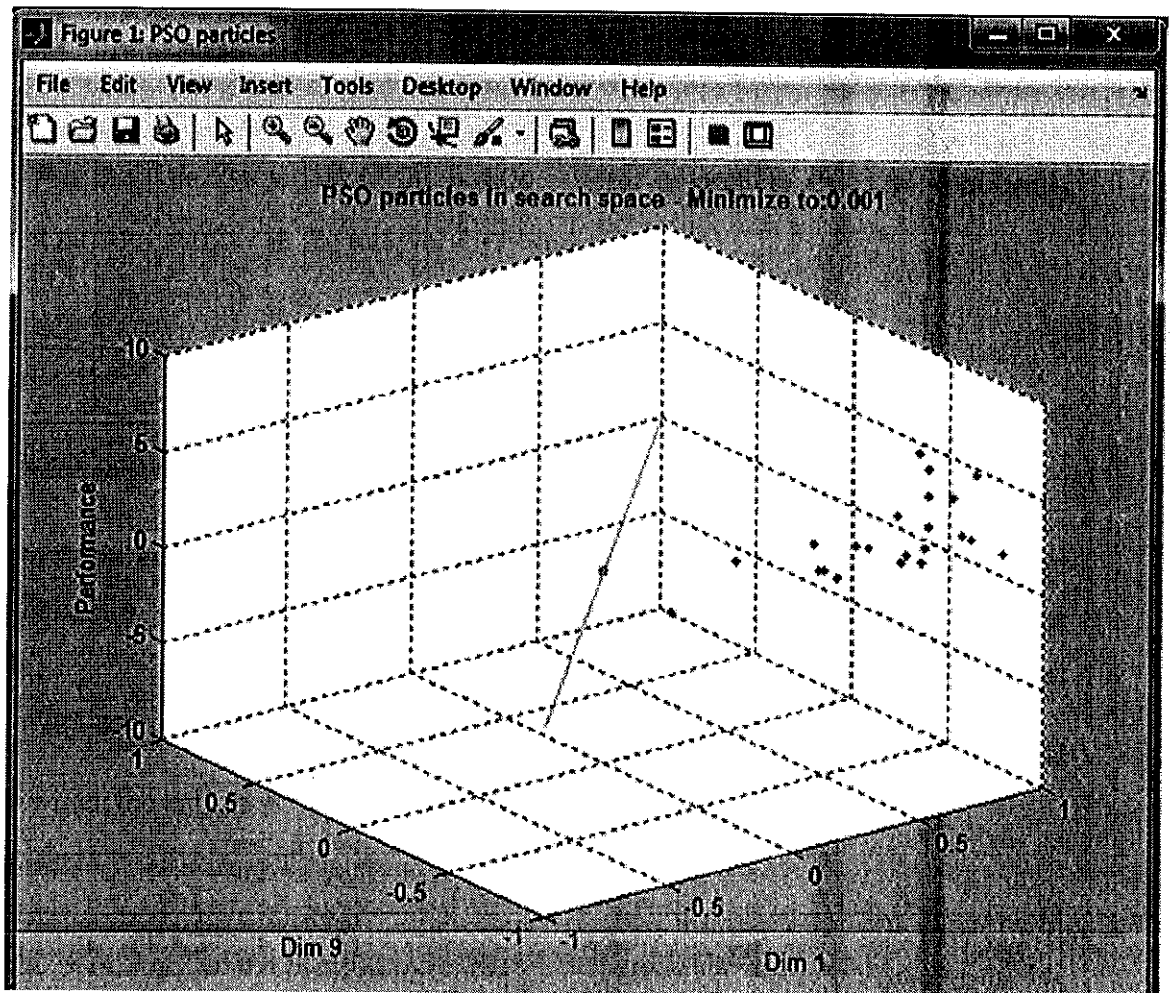 Figure 1: PSO particles
File Edit View Insert Tools Desktop Window Help
PSO particles in search space - Minimize to:0.001
10
5
0
-5
-10
Performance
1
0.5
0
-0.5
-1
Dim 9
-1
-0.5
0
0.5
1
Dim 1